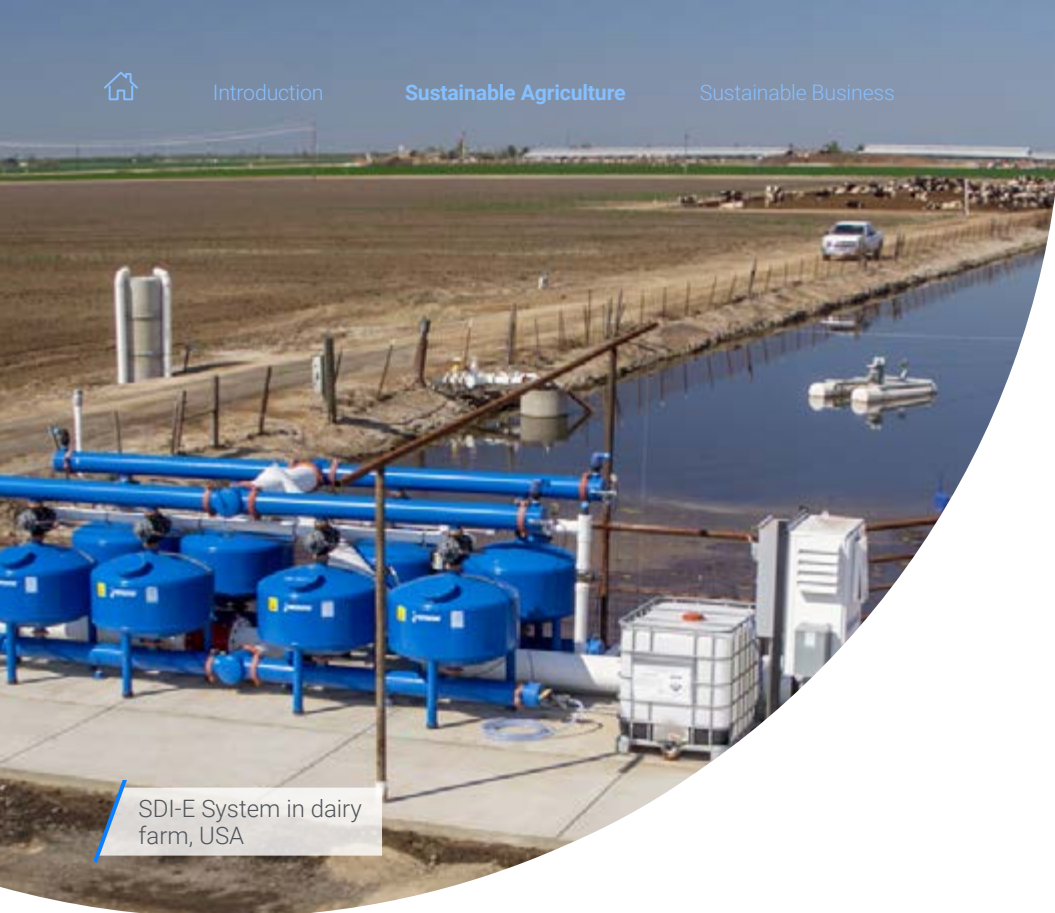 Introduction
Sustainable Agriculture
Sustainable Business
SDI-E System in dairy
farm, USA